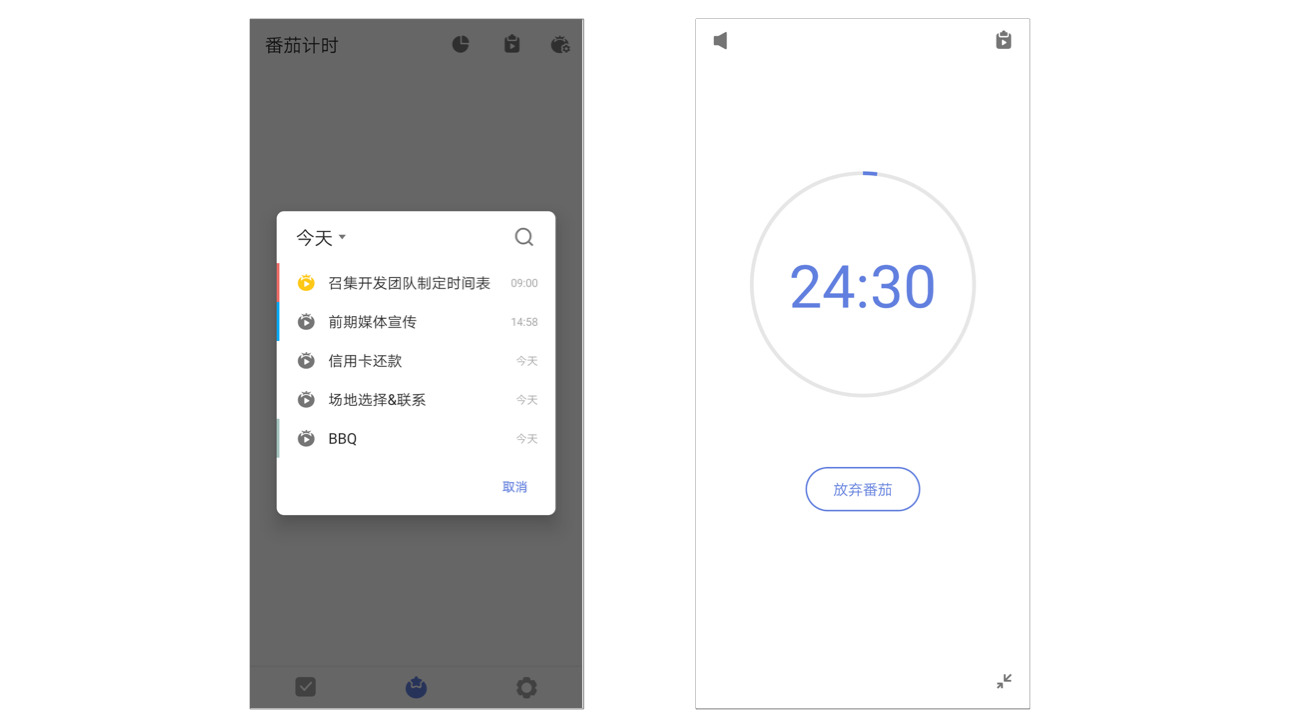 番茄计时
今天
召集开发团队制定时间表 09:00
前期媒体宣传 14:58
信用卡还款 今天
场地选择&联系 今天
BBQ 今天
取消
24:30
放弃番茄